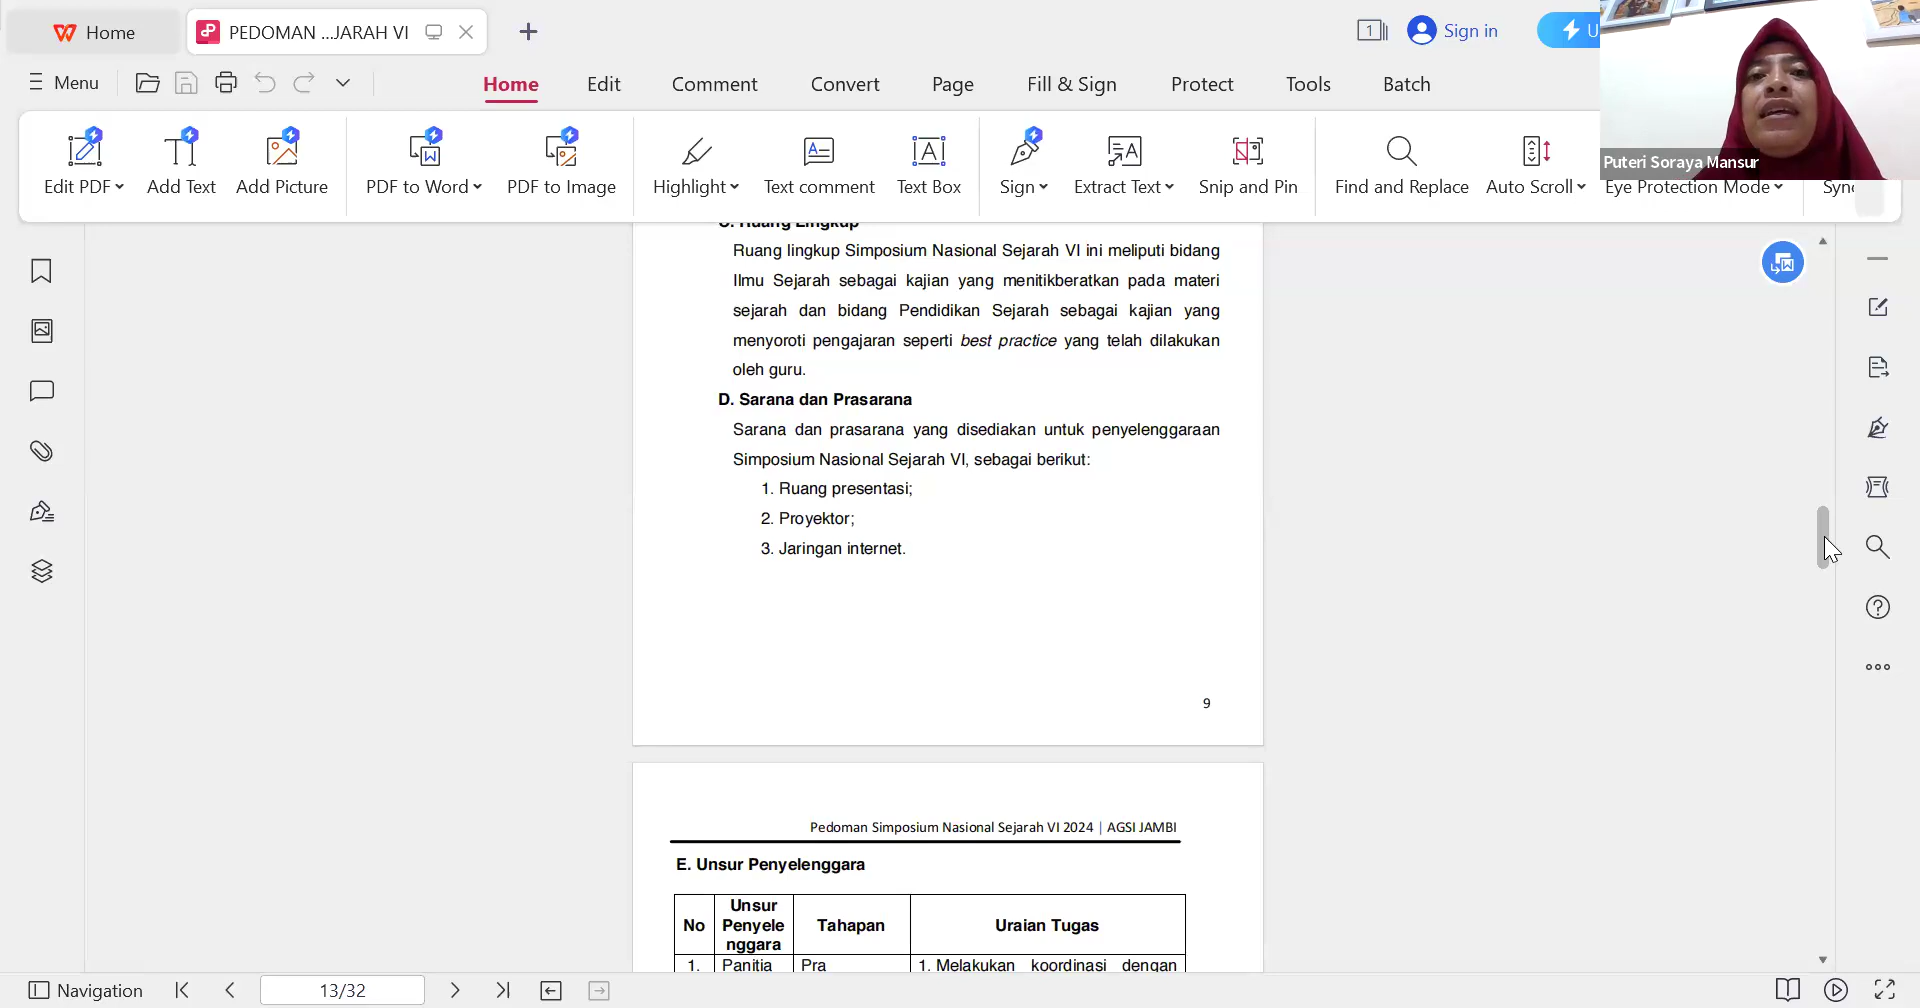 Home
PEDOMAN ...JARAH VI
Sign in
U
Menu
Home Edit Comment Convert Page Fill & Sign Protect Tools Batch
Edit PDF Add Text Add Picture PDF to Word PDF to Image Highlight Text comment Text Box Sign Extract Text Snip and Pin Find and Replace Auto Scroll Eye Protection Mode Sync
Puteri Soraya Mansur
C. Ruang Lingkup
Ruang lingkup Simposium Nasional Sejarah VI ini meliputi bidang
Ilmu Sejarah sebagai kajian yang menitikberatkan pada materi
sejarah dan bidang Pendidikan Sejarah sebagai kajian yang
menyoroti pengajaran seperti best practice yang telah dilakukan
oleh guru.
D. Sarana dan Prasarana
Sarana dan prasarana yang disediakan untuk penyelenggaraan
Simposium Nasional Sejarah VI, sebagai berikut:
1. Ruang presentasi;
2. Proyektor;
3. Jaringan internet.
9
Pedoman Simposium Nasional Sejarah VI 2024 | AGSI JAMBI
E. Unsur Penyelenggara
No
Unsur
Penyele
nggara
Tahapan
Uraian Tugas
1. Panitia Pra 1. Melakukan koordinasi dengan
Navigation
13/32